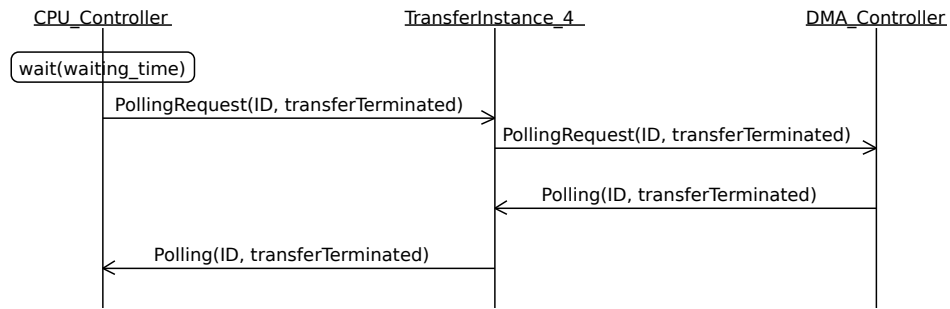 CPU_Controller
TransferInstance_4
DMA_Controller
wait(waiting_time)
PollingRequest(ID, transferTerminated)
PollingRequest(ID, transferTerminated)
Polling(ID, transferTerminated)
Polling(ID, transferTerminated)